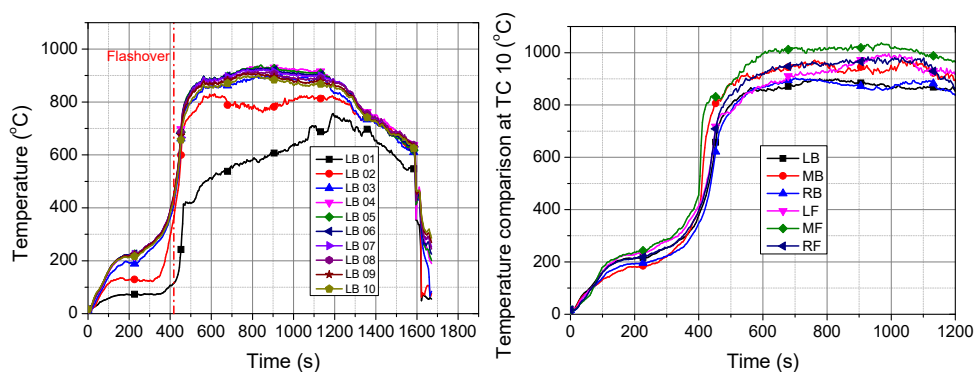 Flashover
Temperature (°C)
1000
800
600
400
200
0
0 200 400 600 800 1000 1200 1400 1600 1800
Time (s)
LB 01
LB 02
LB 03
LB 04
LB 05
LB 06
LB 07
LB 08
LB 09
LB 10
Temperature comparison at TC 10 (°C)
1000
800
600
400
200
0
0 200 400 600 800 1000 1200
Time (s)
LB
MB
RB
LF
MF
RF